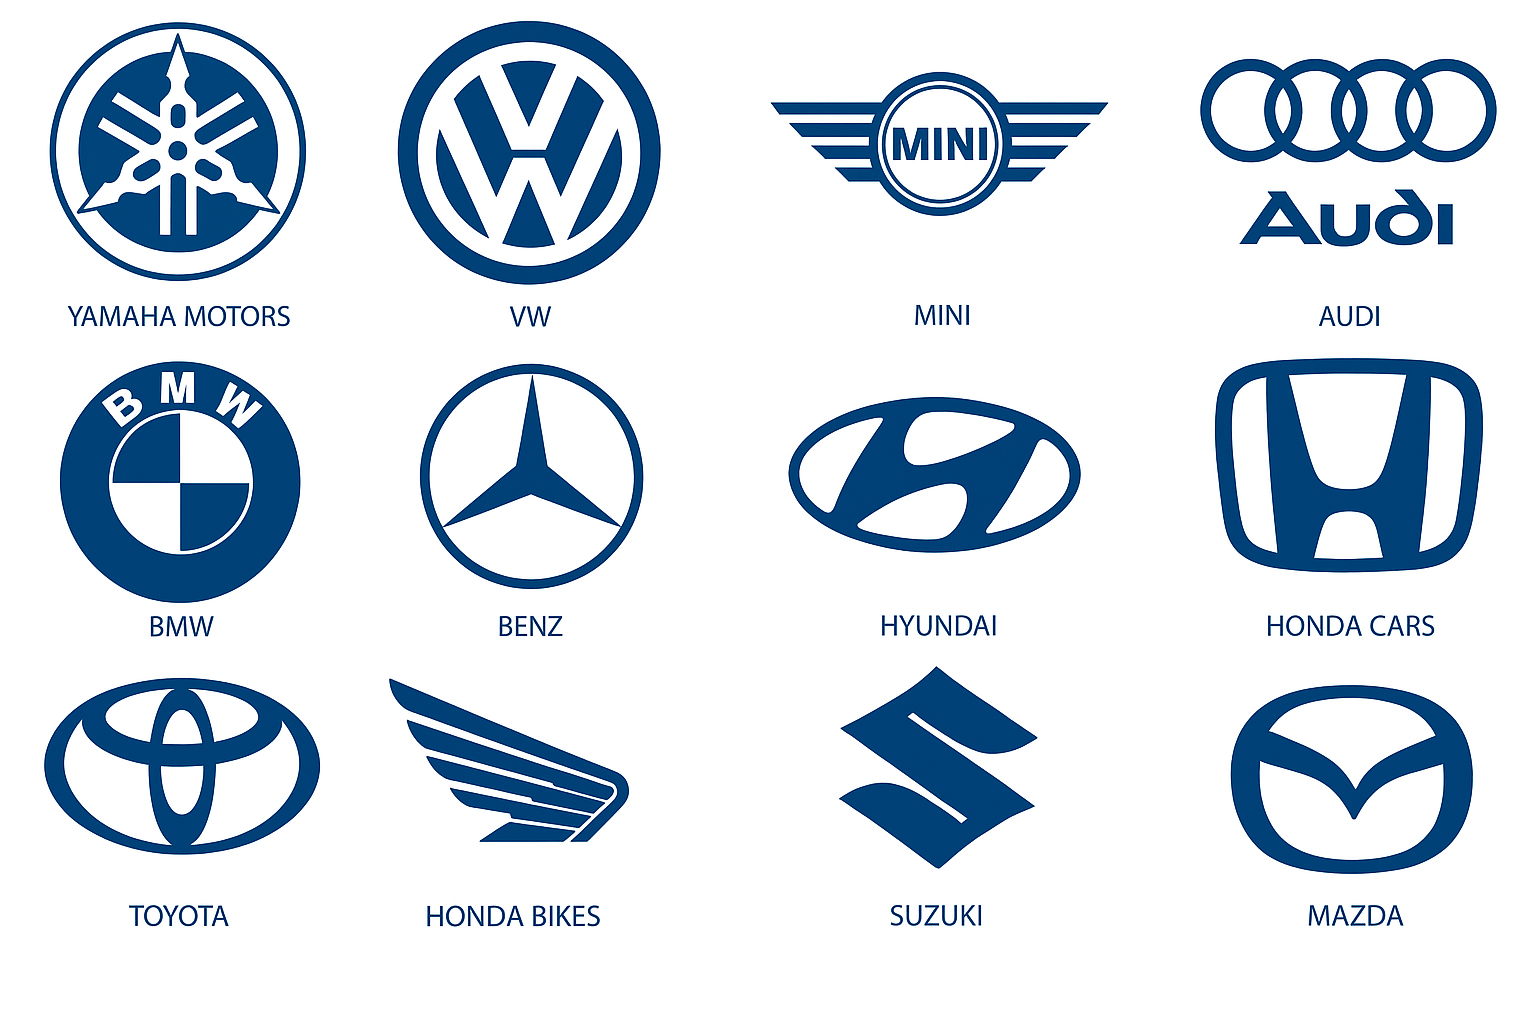 MINI
Audi
YAMAHA MOTORS
VW
MINI
AUDI
BMW
BMW
BENZ
HYUNDAI
HONDA CARS
TOYOTA
HONDA BIKES
SUZUKI
MAZDA